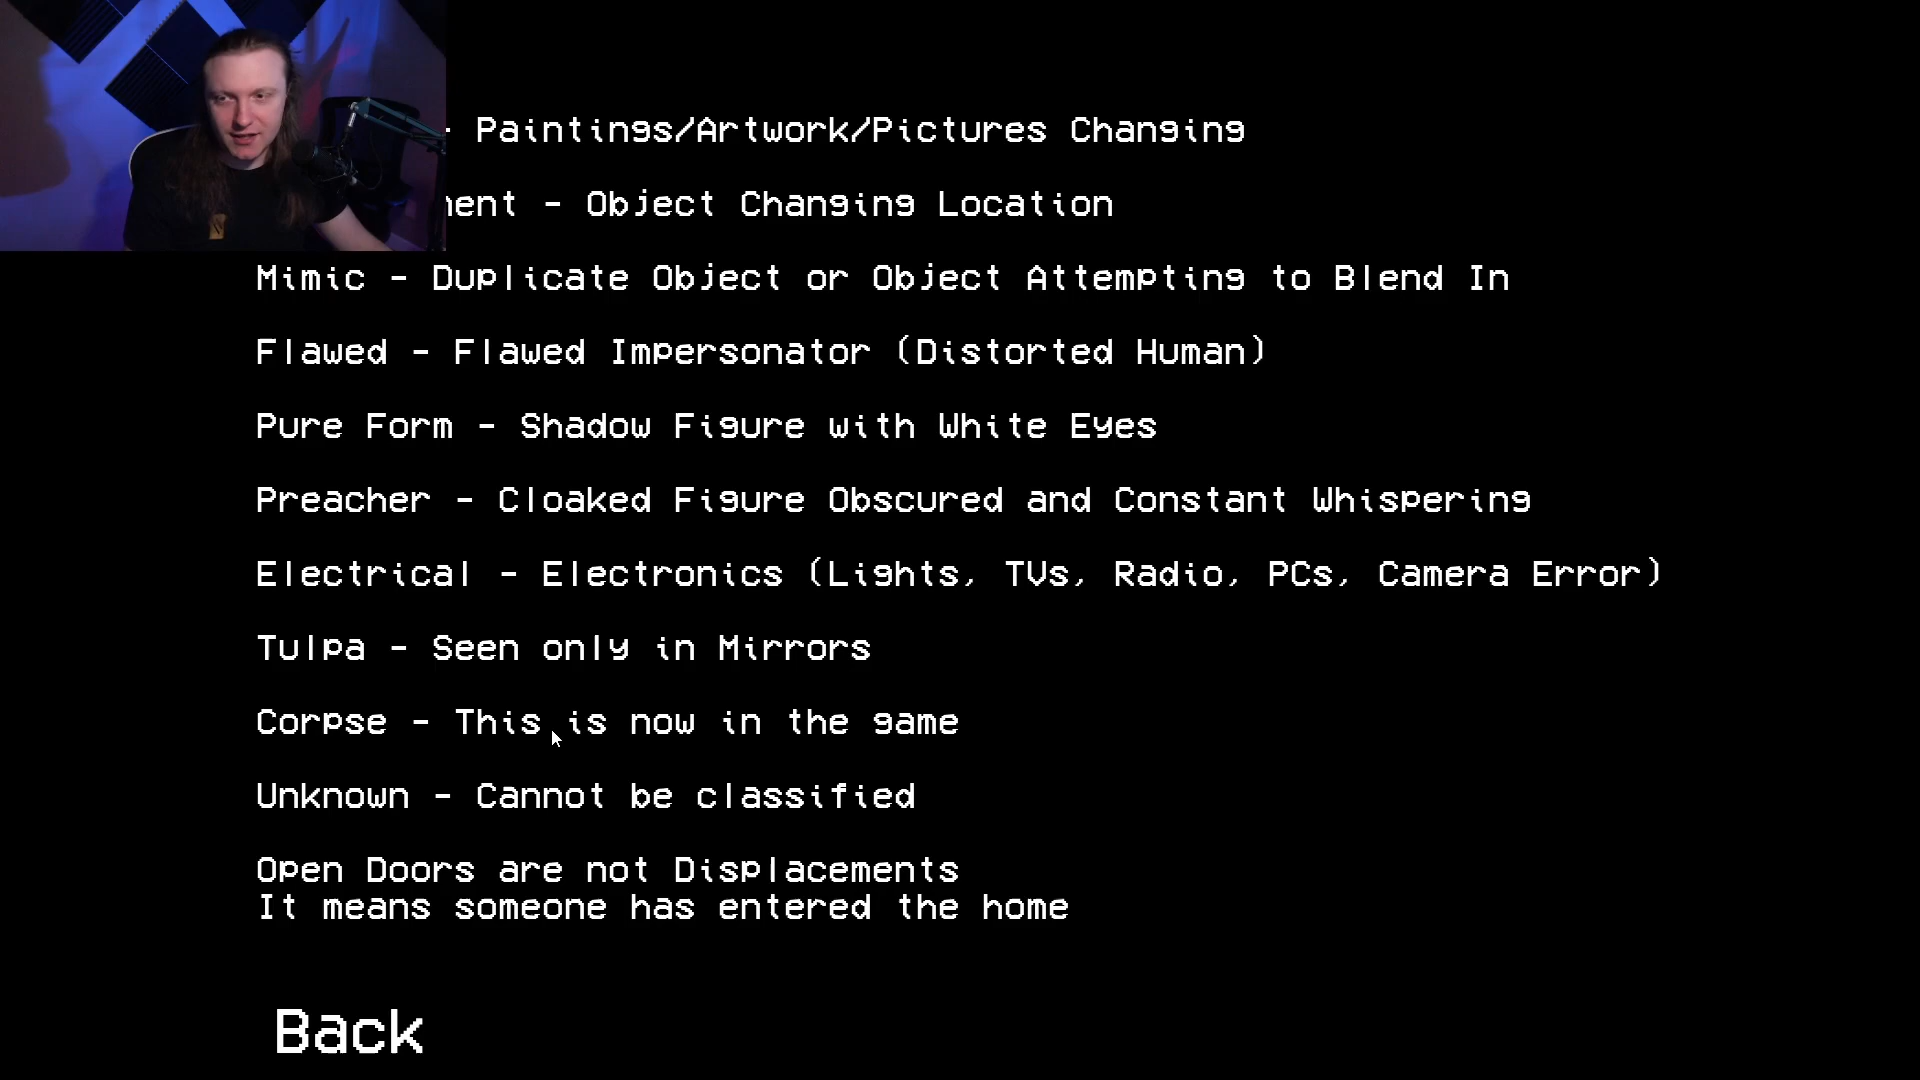 - Paintings/Artwork/Pictures Changing
ent - Object Changing Location
Mimic - Duplicate Object or Object Attempting to Blend In
Flawed - Flawed Impersonator (Distorted Human)
Pure Form - Shadow Figure with White Eyes
Preacher - Cloaked Figure Obscured and Constant Whispering
Electrical - Electronics (Lights, TVs, Radio, PCs, Camera Error)
Tulpa - Seen only in Mirrors
Corpse - This is now in the game
Unknown - Cannot be classified
Open Doors are not Displacements
It means someone has entered the home
Back